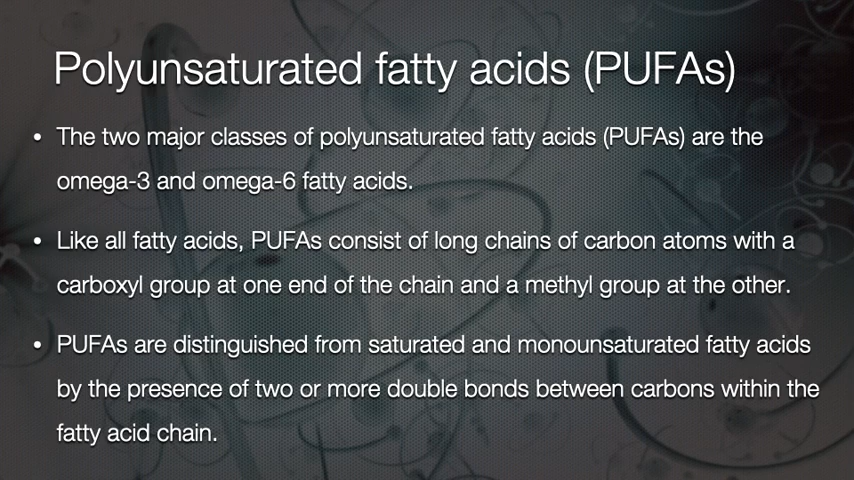 Polyunsaturated fatty acids (PUFAs)
• The two major classes of polyunsaturated fatty acids (PUFAs) are the
omega-3 and omega-6 fatty acids.
• Like all fatty acids, PUFAs consist of long chains of carbon atoms with a
carboxyl group at one end of the chain and a methyl group at the other.
• PUFAs are distinguished from saturated and monounsaturated fatty acids
by the presence of two or more double bonds between carbons within the
fatty acid chain.